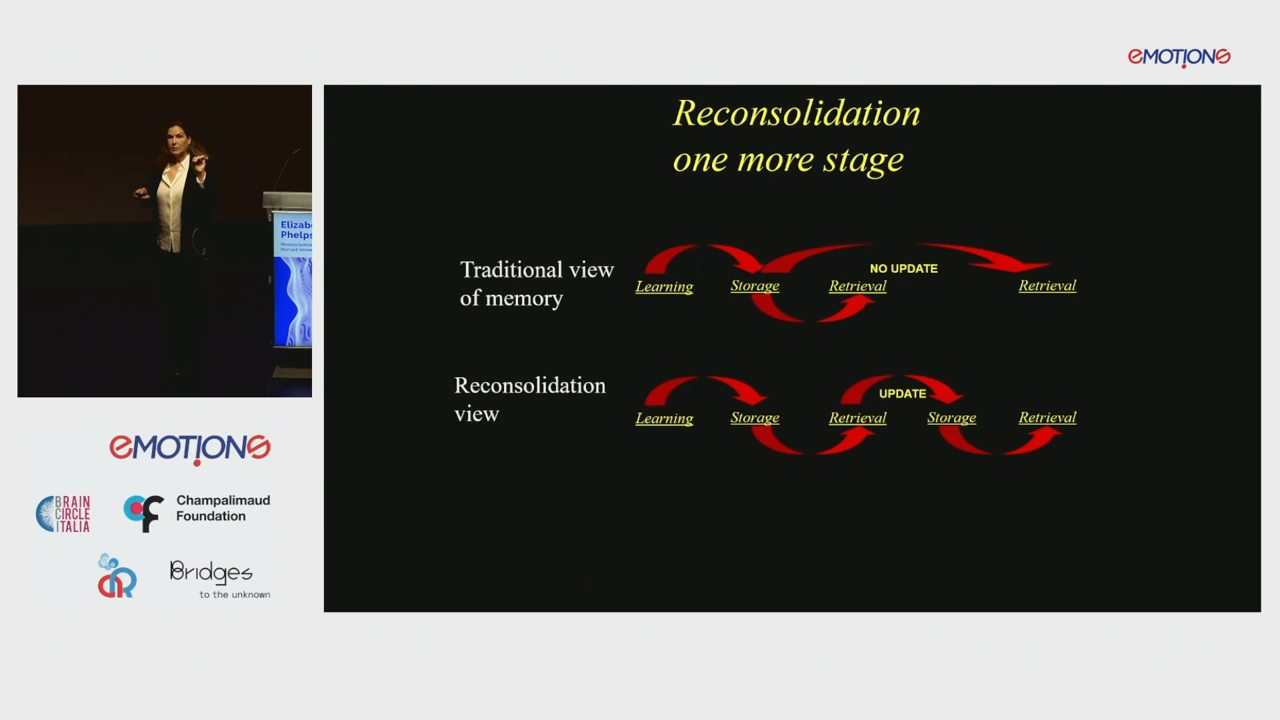 eMOTIONS
Reconsolidation
one more stage
Traditional view
of memory
NO UPDATE
Learning
Storage
Retrieval
Retrieval
Reconsolidation
view
UPDATE
Learning
Storage
Retrieval
Storage
Retrieval
Phelps
eMOTIONS
BRAIN
CIRCLE
ITALIA
Champalimaud
Foundation
Bridges
to the unknown